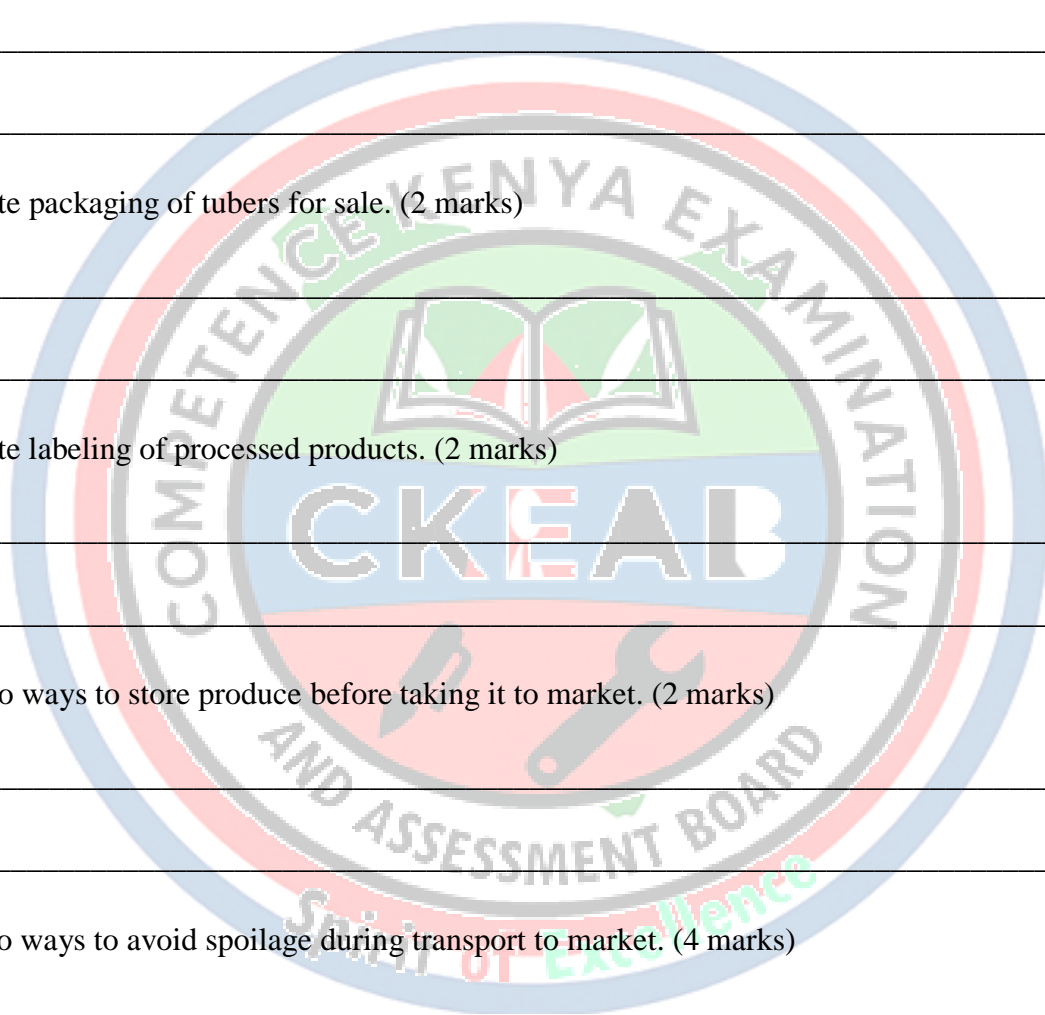 te packaging of tubers for sale. (2 marks)
te labeling of processed products. (2 marks)
o ways to store produce before taking it to market. (2 marks)
o ways to avoid spoilage during transport to market. (4 marks)
COMPETENCE KENYA EXAMINATION
CKEAB
AND ASSESSMENT BOARD
Spirit of Excellence